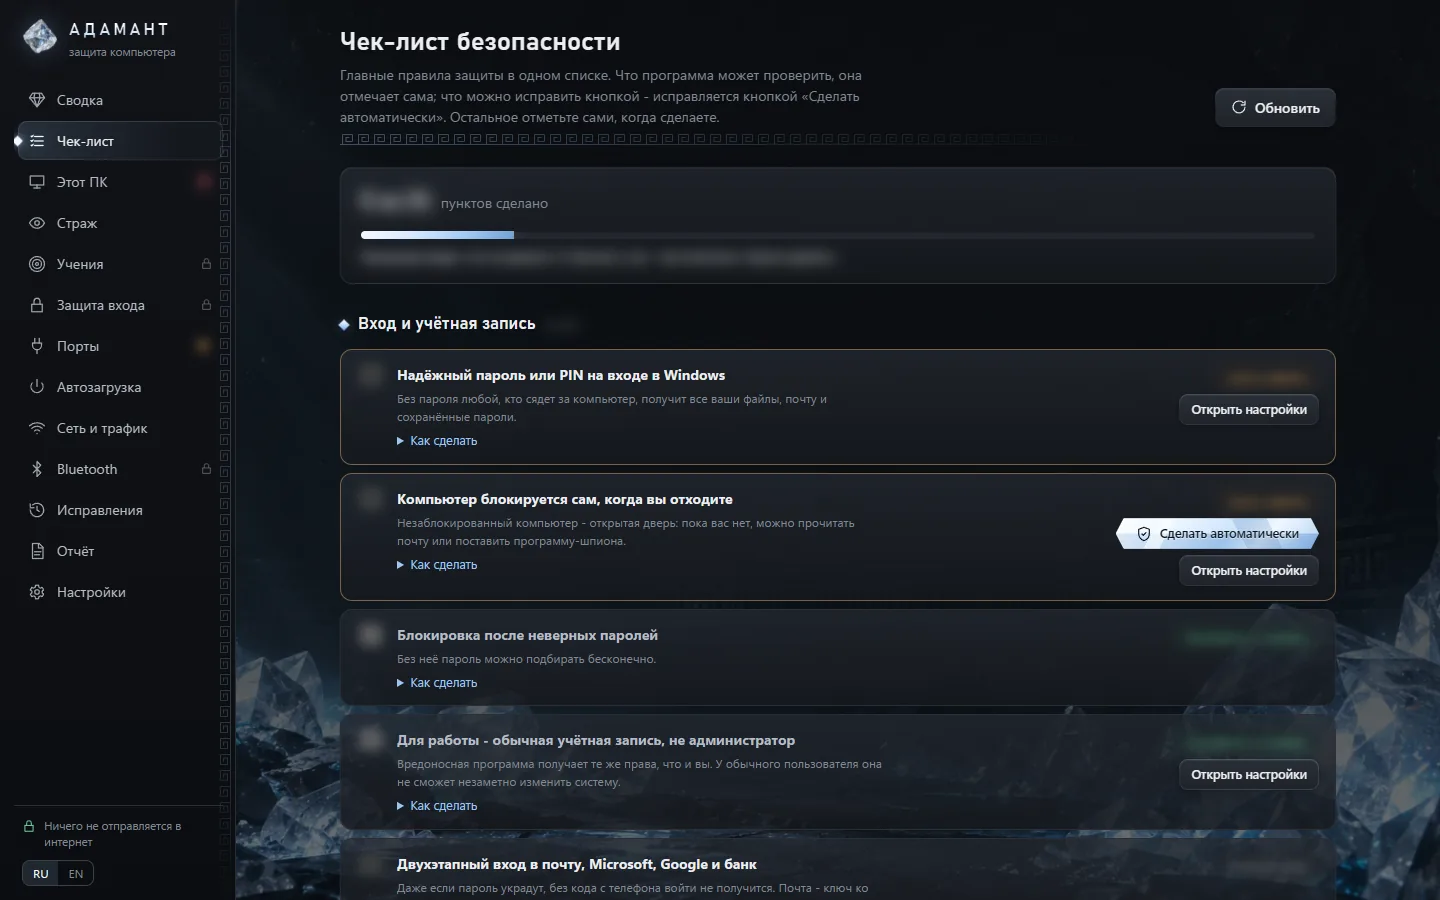 АДАМАНТ
защита компьютера
Сводка
Чек-лист
Этот ПК
Страж
Учения
Защита входа
Порты
Автозагрузка
Сеть и трафик
Bluetooth
Исправления
Отчёт
Настройки
Ничего не отправляется в
интернет
RU EN
Чек-лист безопасности
Главные правила защиты в одном списке. Что программа может проверить, она
отмечает сама; что можно исправить кнопкой - исправляется кнопкой «Сделать
автоматически». Остальное отметьте сами, когда сделаете.
Обновить
пунктов сделано
Вход и учётная запись
Надёжный пароль или PIN на входе в Windows
Без пароля любой, кто сядет за компьютер, получит все ваши файлы, почту и
сохранённые пароли.
Как сделать
Открыть настройки
Компьютер блокируется сам, когда вы отходите
Незаблокированный компьютер - открытая дверь: пока вас нет, можно прочитать
почту или поставить программу-шпиона.
Как сделать
Сделать автоматически
Открыть настройки
Блокировка после неверных паролей
Без неё пароль можно подбирать бесконечно.
Как сделать
Для работы - обычная учётная запись, не администратор
Вредоносная программа получает те же права, что и вы. У обычного пользователя она
не сможет незаметно изменить систему.
Как сделать
Открыть настройки
Двухэтапный вход в почту, Microsoft, Google и банк
Даже если пароль украдут, без кода с телефона войти не получится. Почта - ключ ко